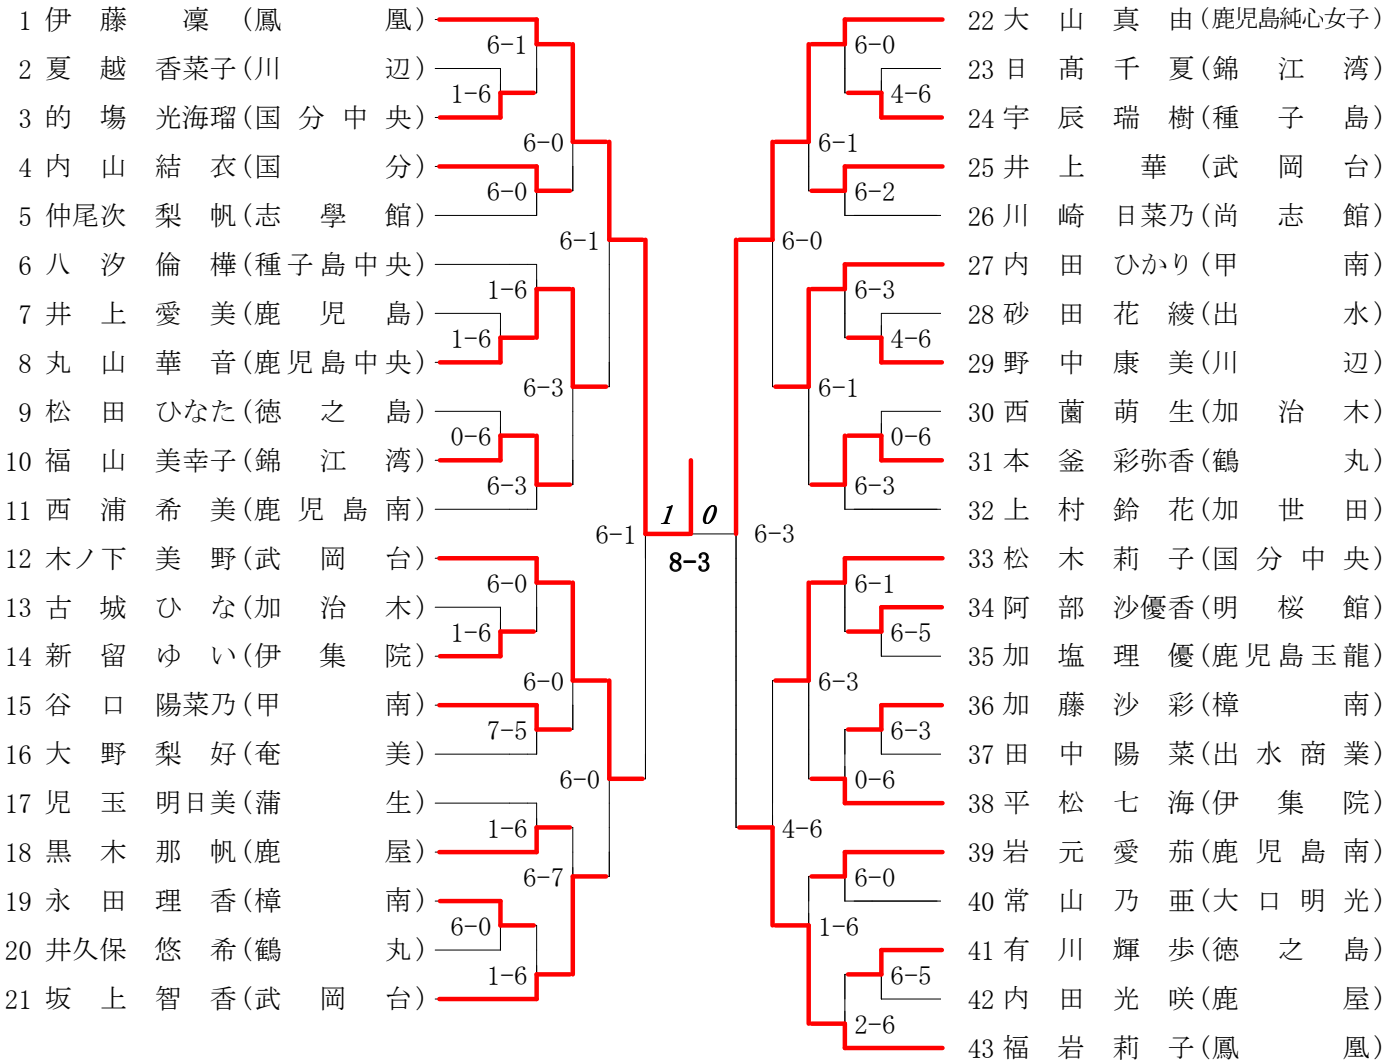 1 伊藤 凜 (鳳凰)
2 夏越 香菜子 (川辺)
3 的場 光海瑠 (国分中央)
4 内山 結衣 (国分)
5 仲尾次 梨帆 (志學館)
6 八汐 倫樺 (種子島中央)
7 井上 愛美 (鹿児島)
8 丸山 華音 (鹿児島中央)
9 松田 ひなた (徳之島)
10 福山 美幸子 (錦江湾)
11 西浦 希美 (鹿児島南)
12 木ノ下 美野 (武岡台)
13 古城 ひな (加治木)
14 新留 ゆい (伊集院)
15 谷口 陽菜乃 (甲南)
16 大野 梨好 (奄美)
17 児玉 明日美 (蒲生)
18 黒木 那帆 (鹿屋)
19 永田 理香 (樟南)
20 井久保 悠希 (鶴丸)
21 坂上 智香 (武岡台)
6-1
1-6
6-0
6-0
6-1
1-6
1-6
6-3
0-6
6-3
6-1
6-0
1-6
6-0
7-5
6-0
1-6
6-7
6-0
1-6
1 0
8-3
6-0
4-6
6-1
6-2
6-0
6-3
4-6
6-1
0-6
6-3
6-3
6-1
6-5
6-3
6-3
0-6
4-6
6-0
1-6
6-5
2-6
22 大山 真由 (鹿児島純心女子)
23 日髙 千夏 (錦江湾)
24 宇辰 瑞樹 (種子島)
25 井上 華 (武岡台)
26 川崎 日菜乃 (尚志館)
27 内田 ひかり (甲南)
28 砂田 花綾 (出水)
29 野中 康美 (川辺)
30 西薗 萌生 (加治木)
31 本釜 彩弥香 (鶴丸)
32 上村 鈴花 (加世田)
33 松木 莉子 (国分中央)
34 阿部 沙優香 (明桜館)
35 加塩 理優 (鹿児島玉龍)
36 加藤 沙彩 (樟南)
37 田中 陽菜 (出水商業)
38 平松 七海 (伊集院)
39 岩元 愛茄 (鹿児島南)
40 常山 乃亜 (大口明光)
41 有川 輝歩 (徳之島)
42 内田 光咲 (鹿屋)
43 福岩 莉子 (鳳凰)